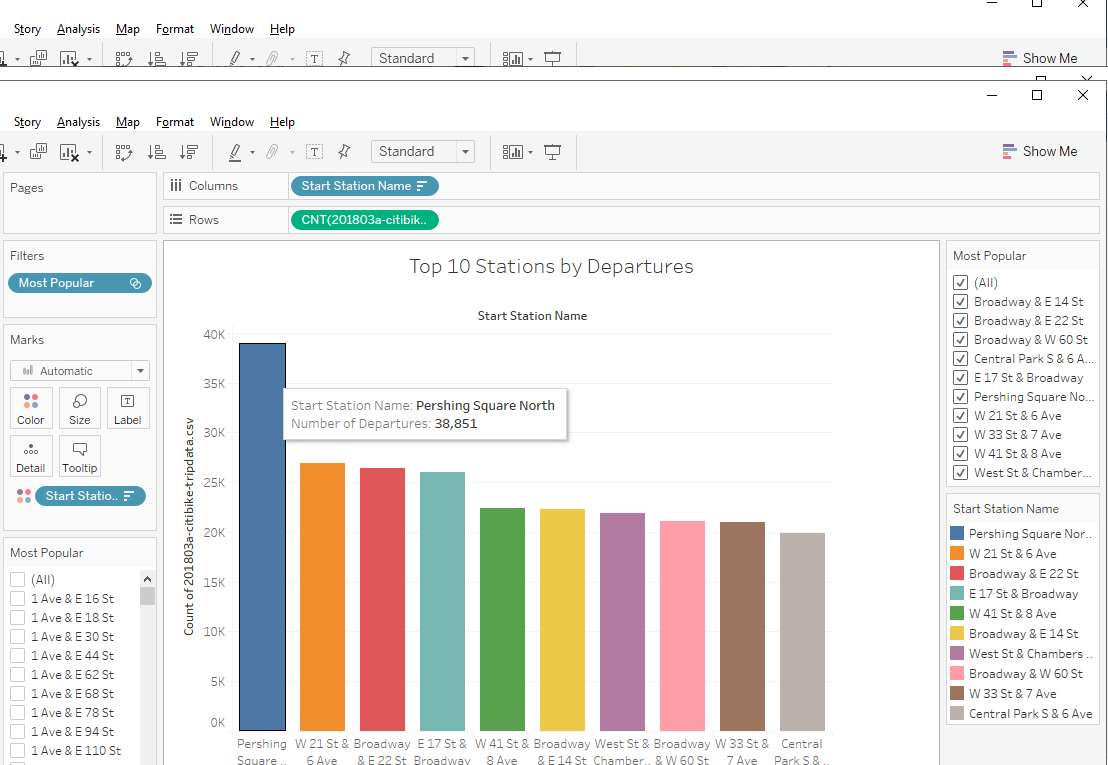 Story Analysis Map Format Window Help
Standard Show Me
Story Analysis Map Format Window Help
Standard Show Me
Pages
Columns Start Station Name
Rows CNT(201803a-citibik..
Filters
Most Popular
Marks
Automatic
Color Size Label
Detail Tooltip
Start Statio..
Most Popular
(All)
1 Ave & E 16 St
1 Ave & E 18 St
1 Ave & E 30 St
1 Ave & E 44 St
1 Ave & E 62 St
1 Ave & E 68 St
1 Ave & E 78 St
1 Ave & E 94 St
1 Ave & E 110 St
Top 10 Stations by Departures
Start Station Name
Count of 201803a-citibike-tripdata.csv
40K
35K
30K
25K
20K
15K
10K
5K
0K
Start Station Name: Pershing Square North
Number of Departures: 38,851
Pershing W 21 St & Broadway E 17 St & W 41 St & Broadway West St & Broadway W 33 St & Central
Square .. 6 Ave & E 22 St Broadway 8 Ave & E 14 St Chamber.. & W 60 St 7 Ave Park S & ..
Most Popular
(All)
Broadway & E 14 St
Broadway & E 22 St
Broadway & W 60 St
Central Park S & 6 A...
E 17 St & Broadway
Pershing Square No...
W 21 St & 6 Ave
W 33 St & 7 Ave
W 41 St & 8 Ave
West St & Chamber...
Start Station Name
Pershing Square Nor..
W 21 St & 6 Ave
Broadway & E 22 St
E 17 St & Broadway
W 41 St & 8 Ave
Broadway & E 14 St
West St & Chambers ..
Broadway & W 60 St
W 33 St & 7 Ave
Central Park S & 6 Ave